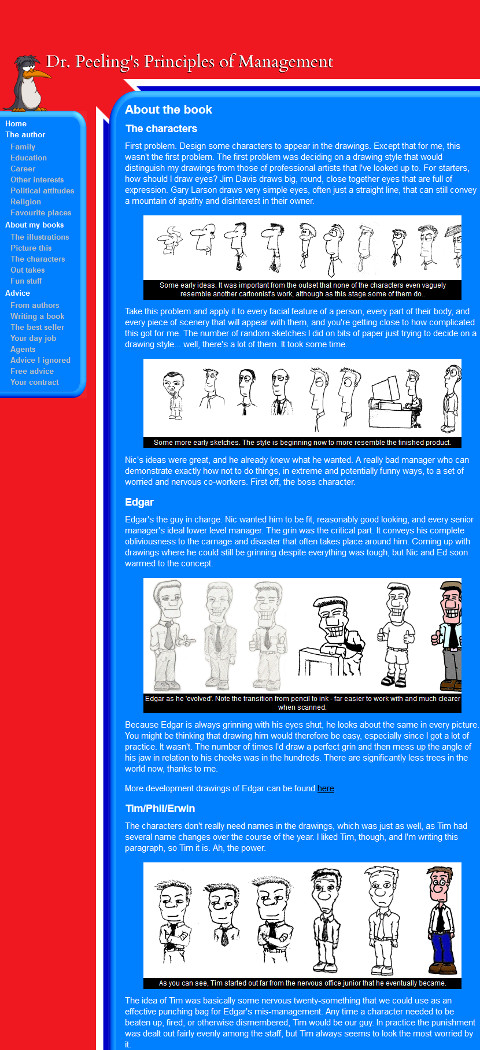 Dr. Peeling's Principles of Management
Home
The author
Family
Education
Career
Other interests
Political attitudes
Religion
Favourite places
About my books
The illustrations
Picture this
The characters
Out takes
Fun stuff
Advice
From authors
Writing a book
The best seller
Your day job
Agents
Advice I ignored
Free advice
Your contract
About the book
The characters
First problem. Design some characters to appear in the drawings. Except that for me, this
wasn't the first problem. The first problem was deciding on a drawing style that would
distinguish my drawings from those of professional artists that I've looked up to. For starters,
how should I draw eyes? Jim Davis draws big, round, close together eyes that are full of
expression. Gary Larson draws very simple eyes, often just a straight line, that can still convey
a mountain of apathy and disinterest in their owner.
Some early ideas. It was important from the outset that none of the characters even vaguely
resemble another cartoonist's work, although as this stage some of them do.
Take this problem and apply it to every facial feature of a person, every part of their body, and
every piece of scenery that will appear with them, and you're getting close to how complicated
this got for me. The number of random sketches I did on bits of paper just trying to decide on a
drawing style... well, there's a lot of them. It took some time.
Some more early sketches. The style is beginning now to more resemble the finished product.
Nic's ideas were great, and he already knew what he wanted. A really bad manager who can
demonstrate exactly how not to do things, in extreme and potentially funny ways, to a set of
worried and nervous co-workers. First off, the boss character.
Edgar
Edgar's the guy in charge. Nic wanted him to be fit, reasonably good looking, and every senior
manager's ideal lower level manager. The grin was the critical part. It conveys his complete
obliviousness to the carnage and disaster that often takes place around him. Coming up with
drawings where he could still be grinning despite everything was tough, but Nic and Ed soon
warmed to the concept.
Edgar as he 'evolved'. Note the transition from pencil to ink - far easier to work with and much clearer
when scanned.
Because Edgar is always grinning with his eyes shut, he looks about the same in every picture.
You might be thinking that drawing him would therefore be easy, especially since I got a lot of
practice. It wasn't. The number of times I'd draw a perfect grin and then mess up the angle of
his jaw in relation to his cheeks was in the hundreds. There are significantly less trees in the
world now, thanks to me.
More development drawings of Edgar can be found here
Tim/Phil/Erwin
The characters don't really need names in the drawings, which was just as well, as Tim had
several name changes over the course of the year. I liked Tim, though, and I'm writing this
paragraph, so Tim it is. Ah, the power.
As you can see, Tim started out far from the nervous office junior that he eventually became.
The idea of Tim was basically some nervous twenty-something that we could use as an
effective punching bag for Edgar's mis-management. Any time a character needed to be
beaten up, fired, or otherwise dismembered, Tim would be our guy. In practice the punishment
was dealt out fairly evenly among the staff, but Tim always seems to look the most worried by
it.